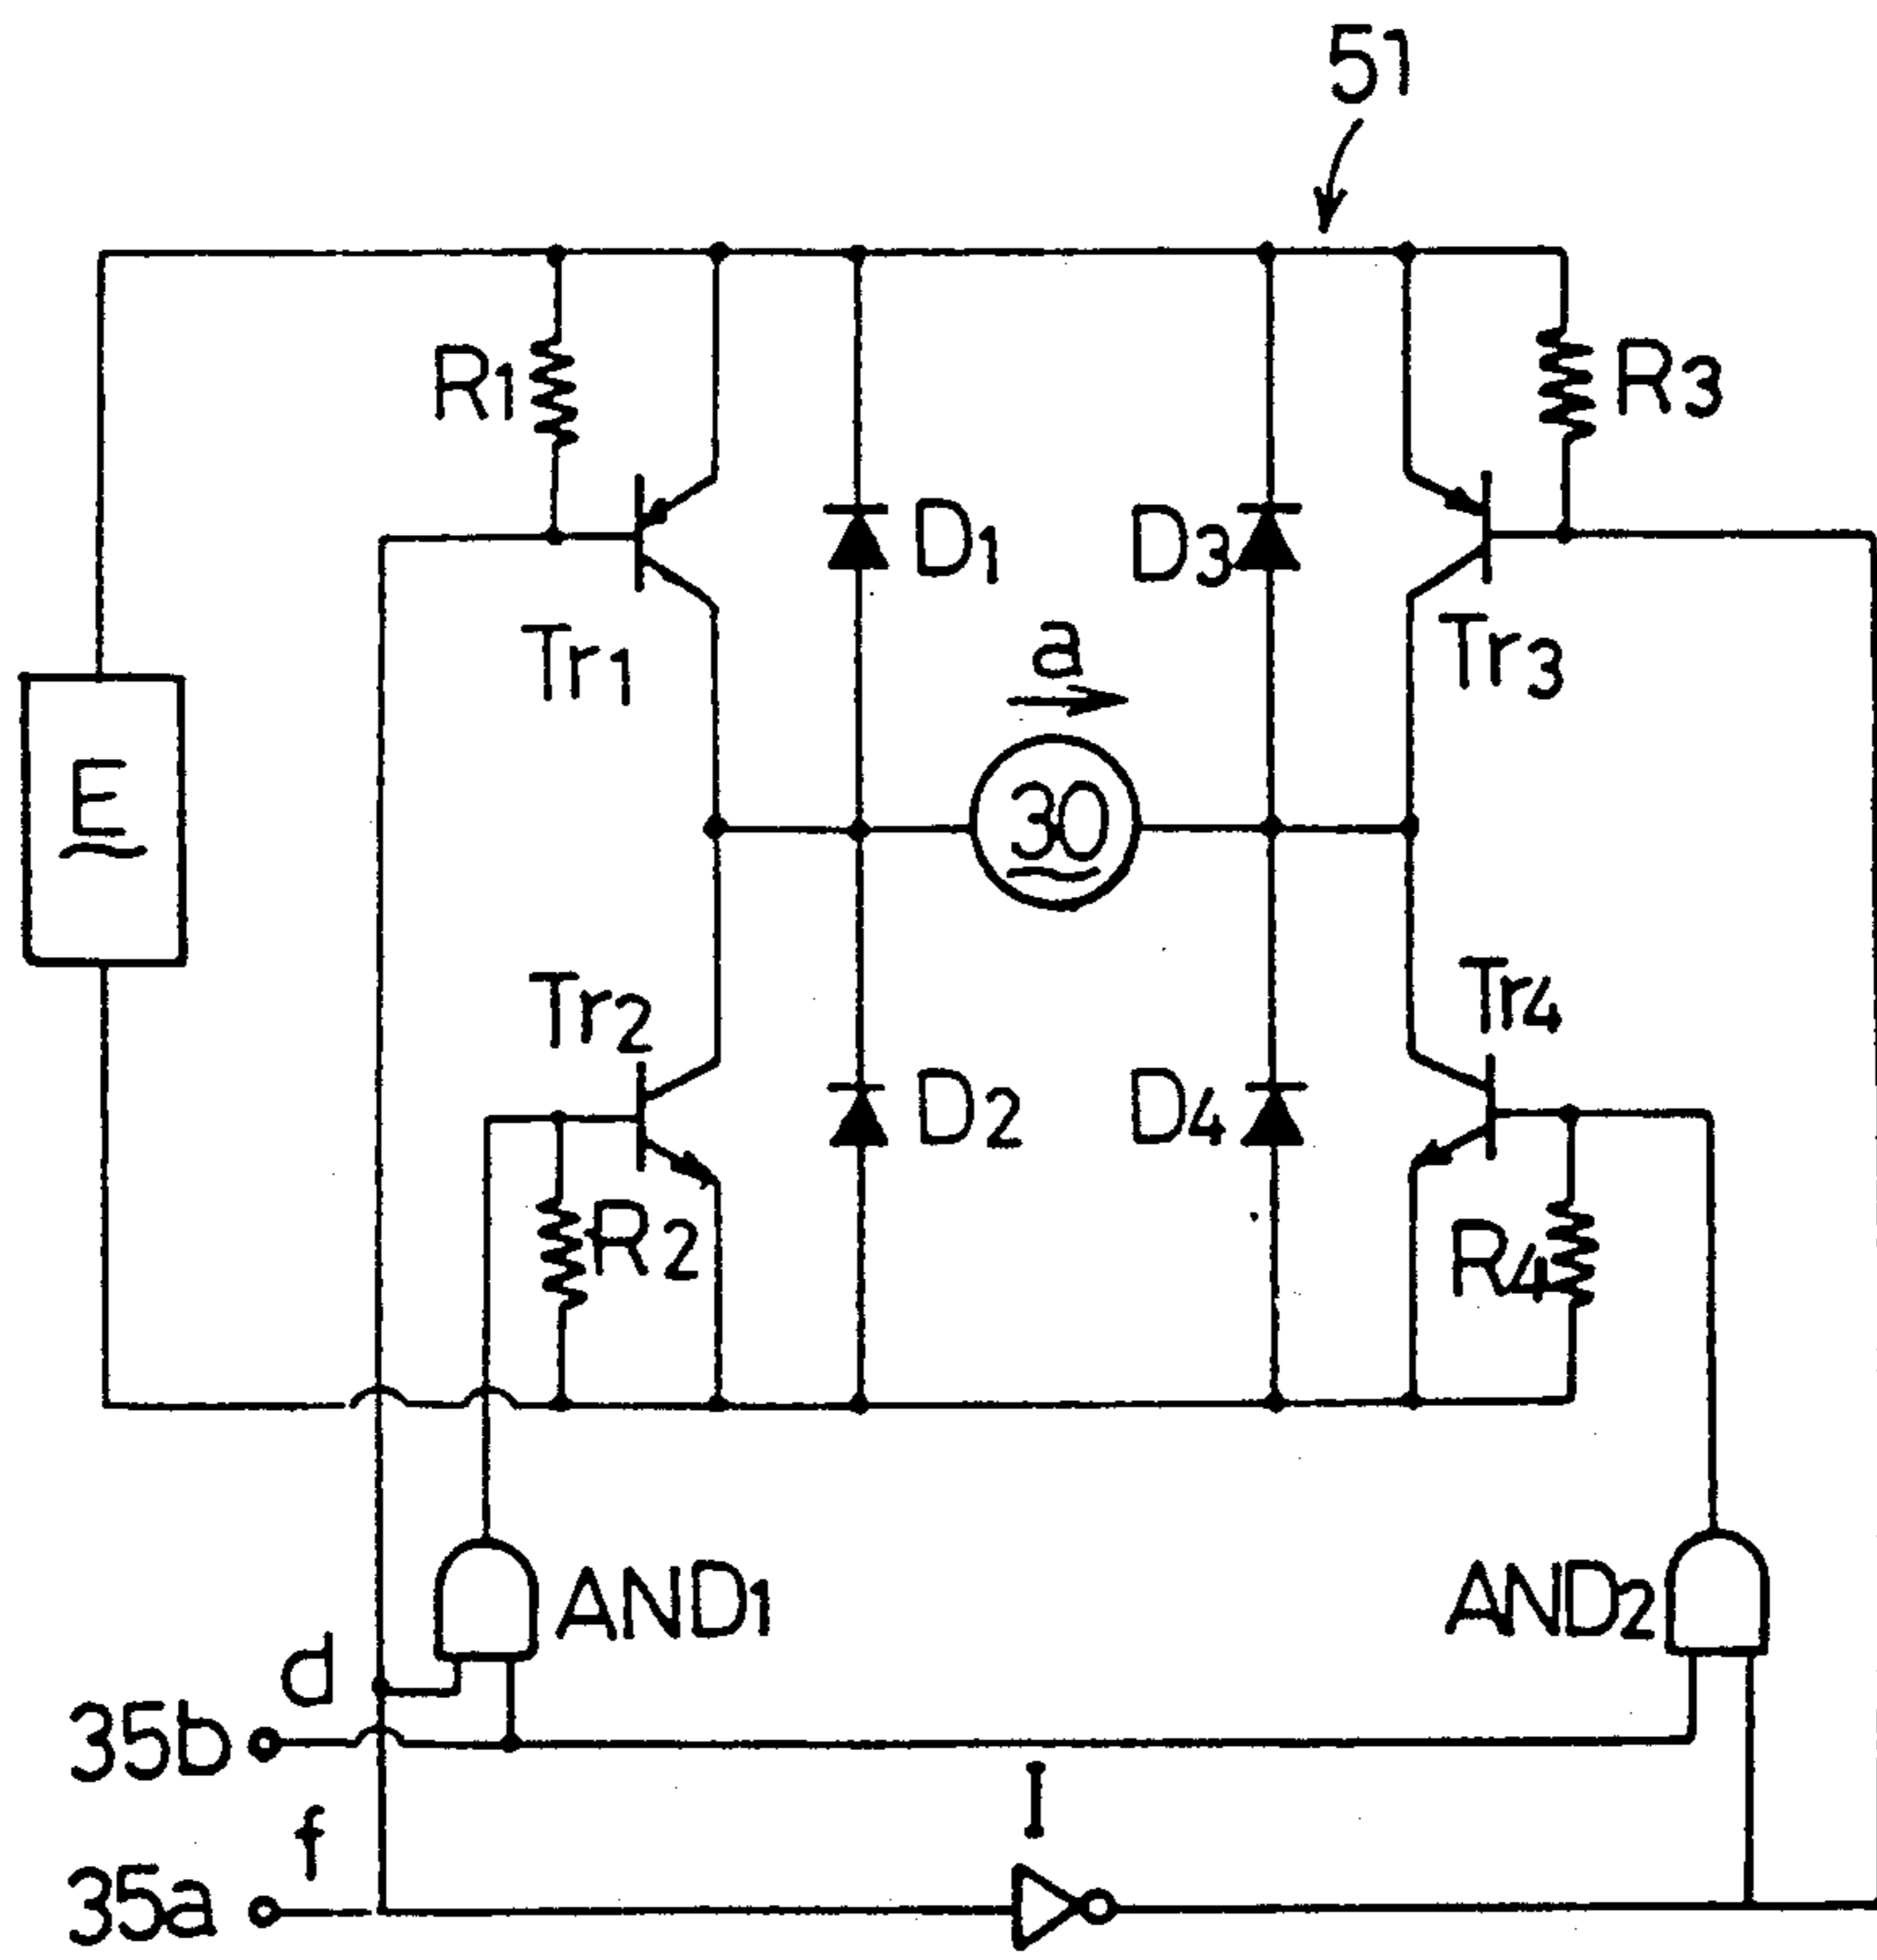 51
R1
R3
D1
D3
Tr1
a
Tr3
E
30
Tr2
Tr4
D2
D4
R2
R4
AND1
AND2
d
35b
I
f
35a